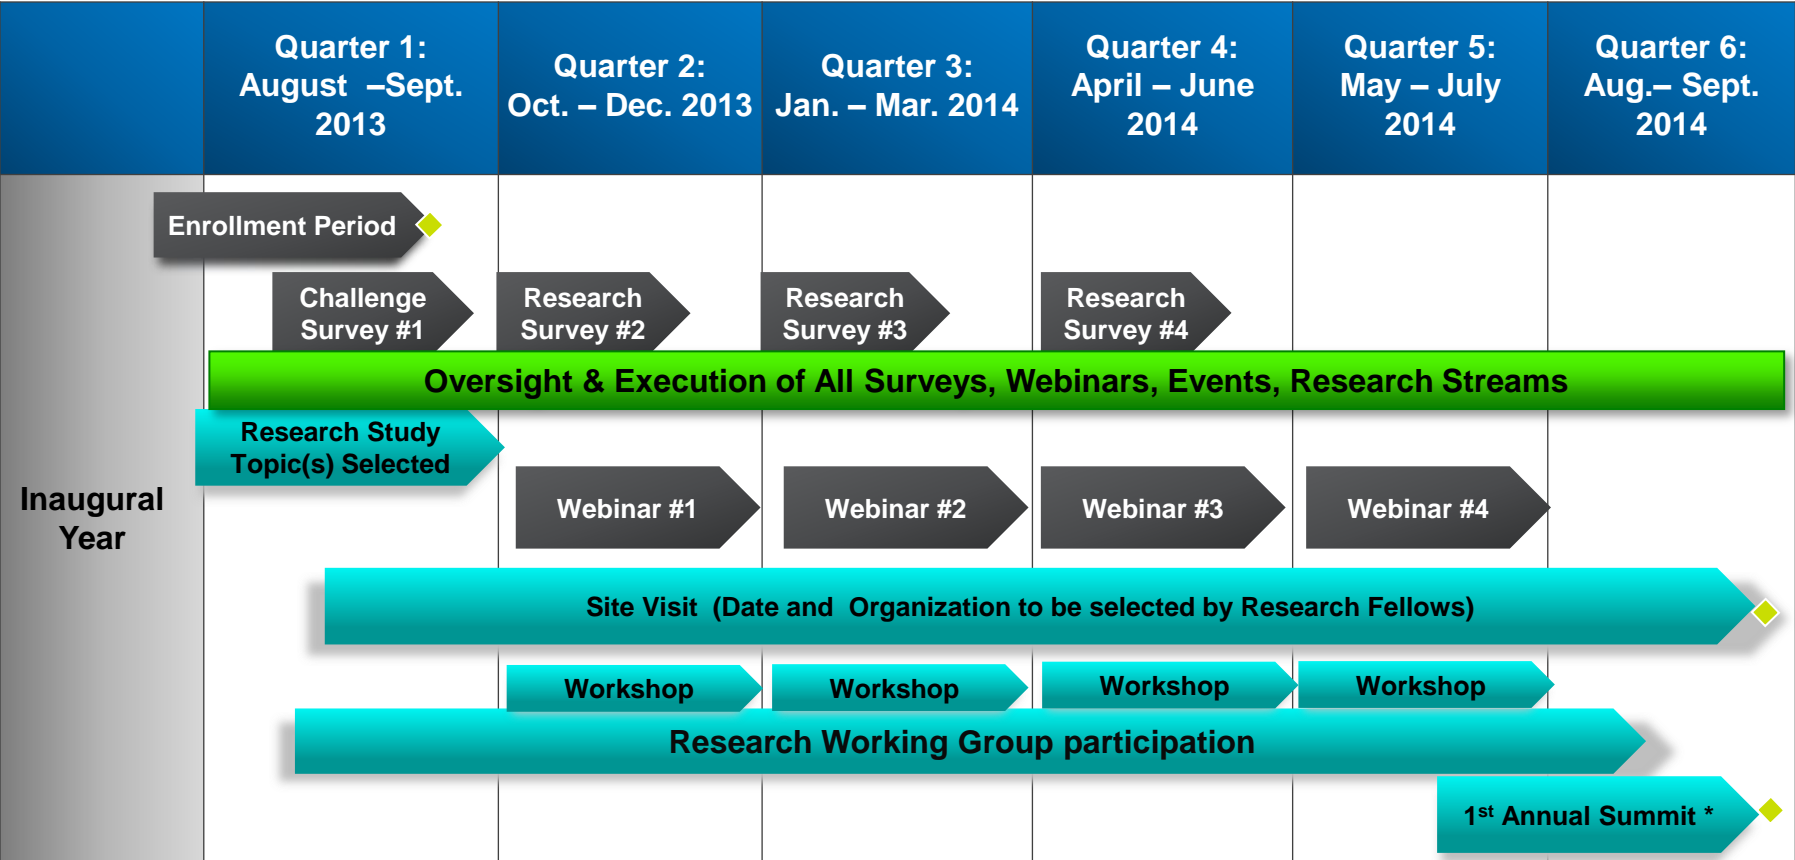 Quarter 1:
August –Sept.
2013
Quarter 2:
Oct. – Dec. 2013
Quarter 3:
Jan. – Mar. 2014
Quarter 4:
April – June
2014
Quarter 5:
May – July
2014
Quarter 6:
Aug.– Sept.
2014
Inaugural
Year
Enrollment Period
Challenge
Survey #1
Research
Survey #2
Research
Survey #3
Research
Survey #4
Oversight & Execution of All Surveys, Webinars, Events, Research Streams
Research Study
Topic(s) Selected
Webinar #1
Webinar #2
Webinar #3
Webinar #4
Site Visit (Date and Organization to be selected by Research Fellows)
Workshop
Workshop
Workshop
Workshop
Research Working Group participation
1st Annual Summit *